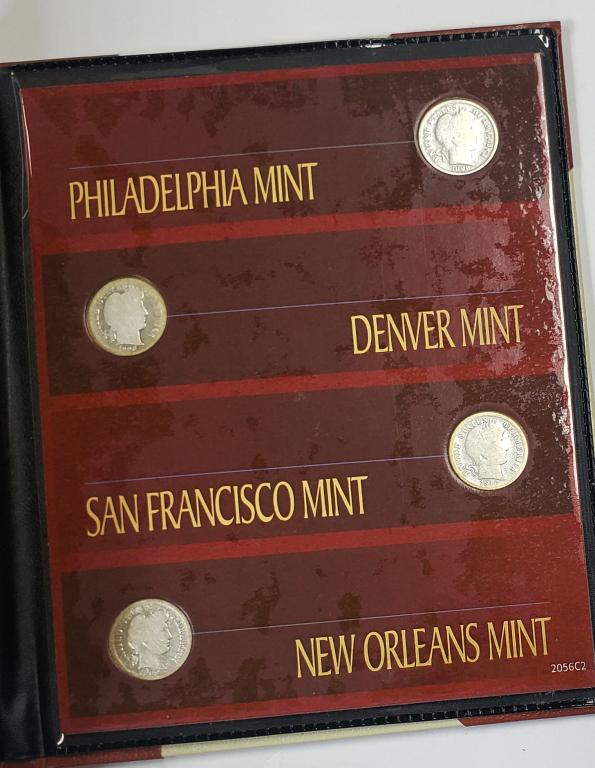 PHILADELPHIA MINT
DENVER MINT
SAN FRANCISCO MINT
NEW ORLEANS MINT
2056C2